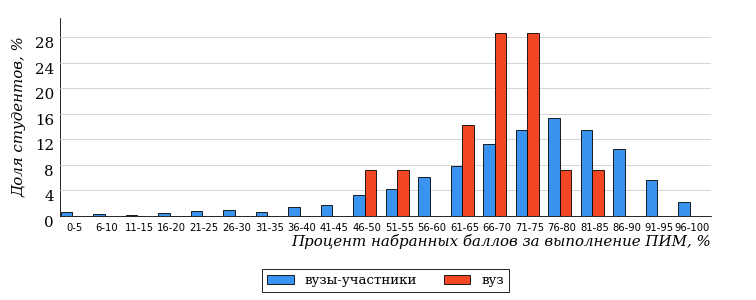 Доля студентов, %
28
24
20
16
12
8
4
0
0-5 6-10 11-15 16-20 21-25 26-30 31-35 36-40 41-45 46-50 51-55 56-60 61-65 66-70 71-75 76-80 81-85 86-90 91-95 96-100
Процент набранных баллов за выполнение ПИМ, %
вузы-участники вуз